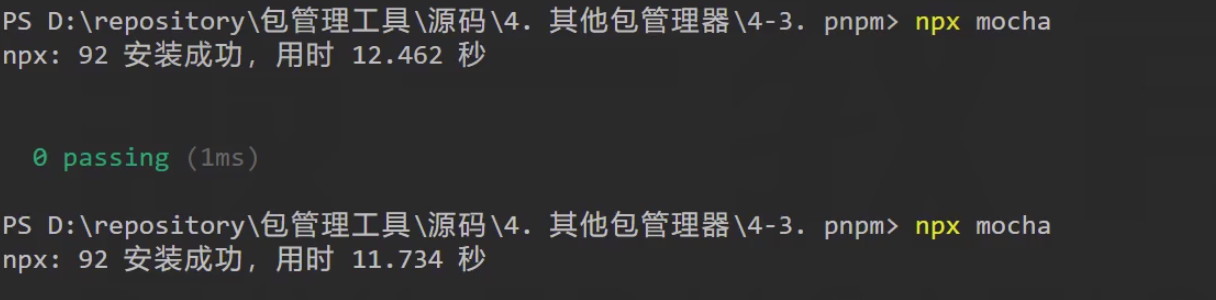 PS D:\repository\包管理工具\源码\4. 其他包管理器\4-3. pnpm> npx mocha
npx: 92 安装成功, 用时 12.462 秒
0 passing (1ms)
PS D:\repository\包管理工具\源码\4. 其他包管理器\4-3. pnpm> npx mocha
npx: 92 安装成功, 用时 11.734 秒